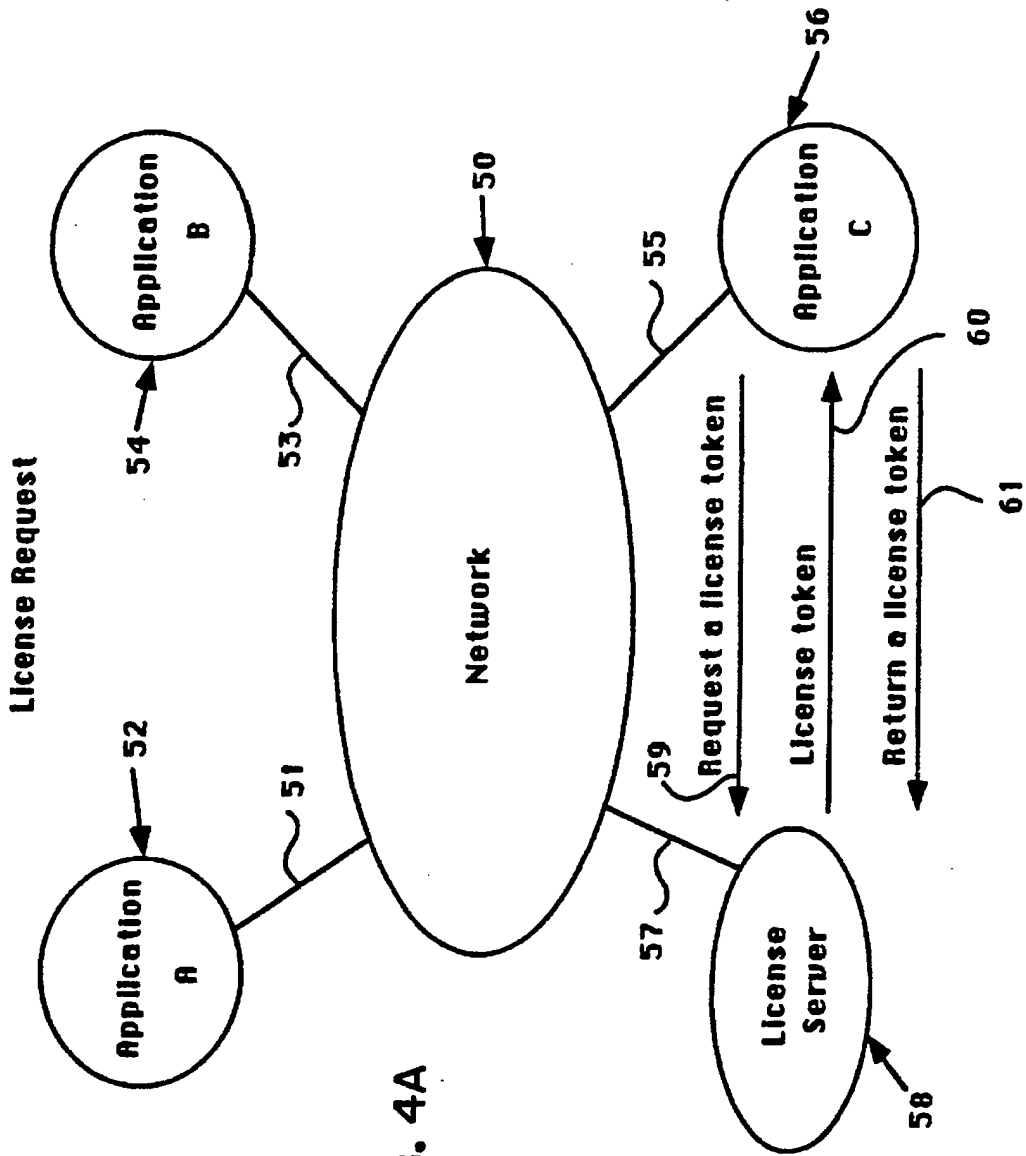 License Request
52
Application
A
51
54
Application
B
53
Network
50
57
License
Server
58
59
Request a license token
License token
60
Return a license token
61
55
Application
C
56
. 4A